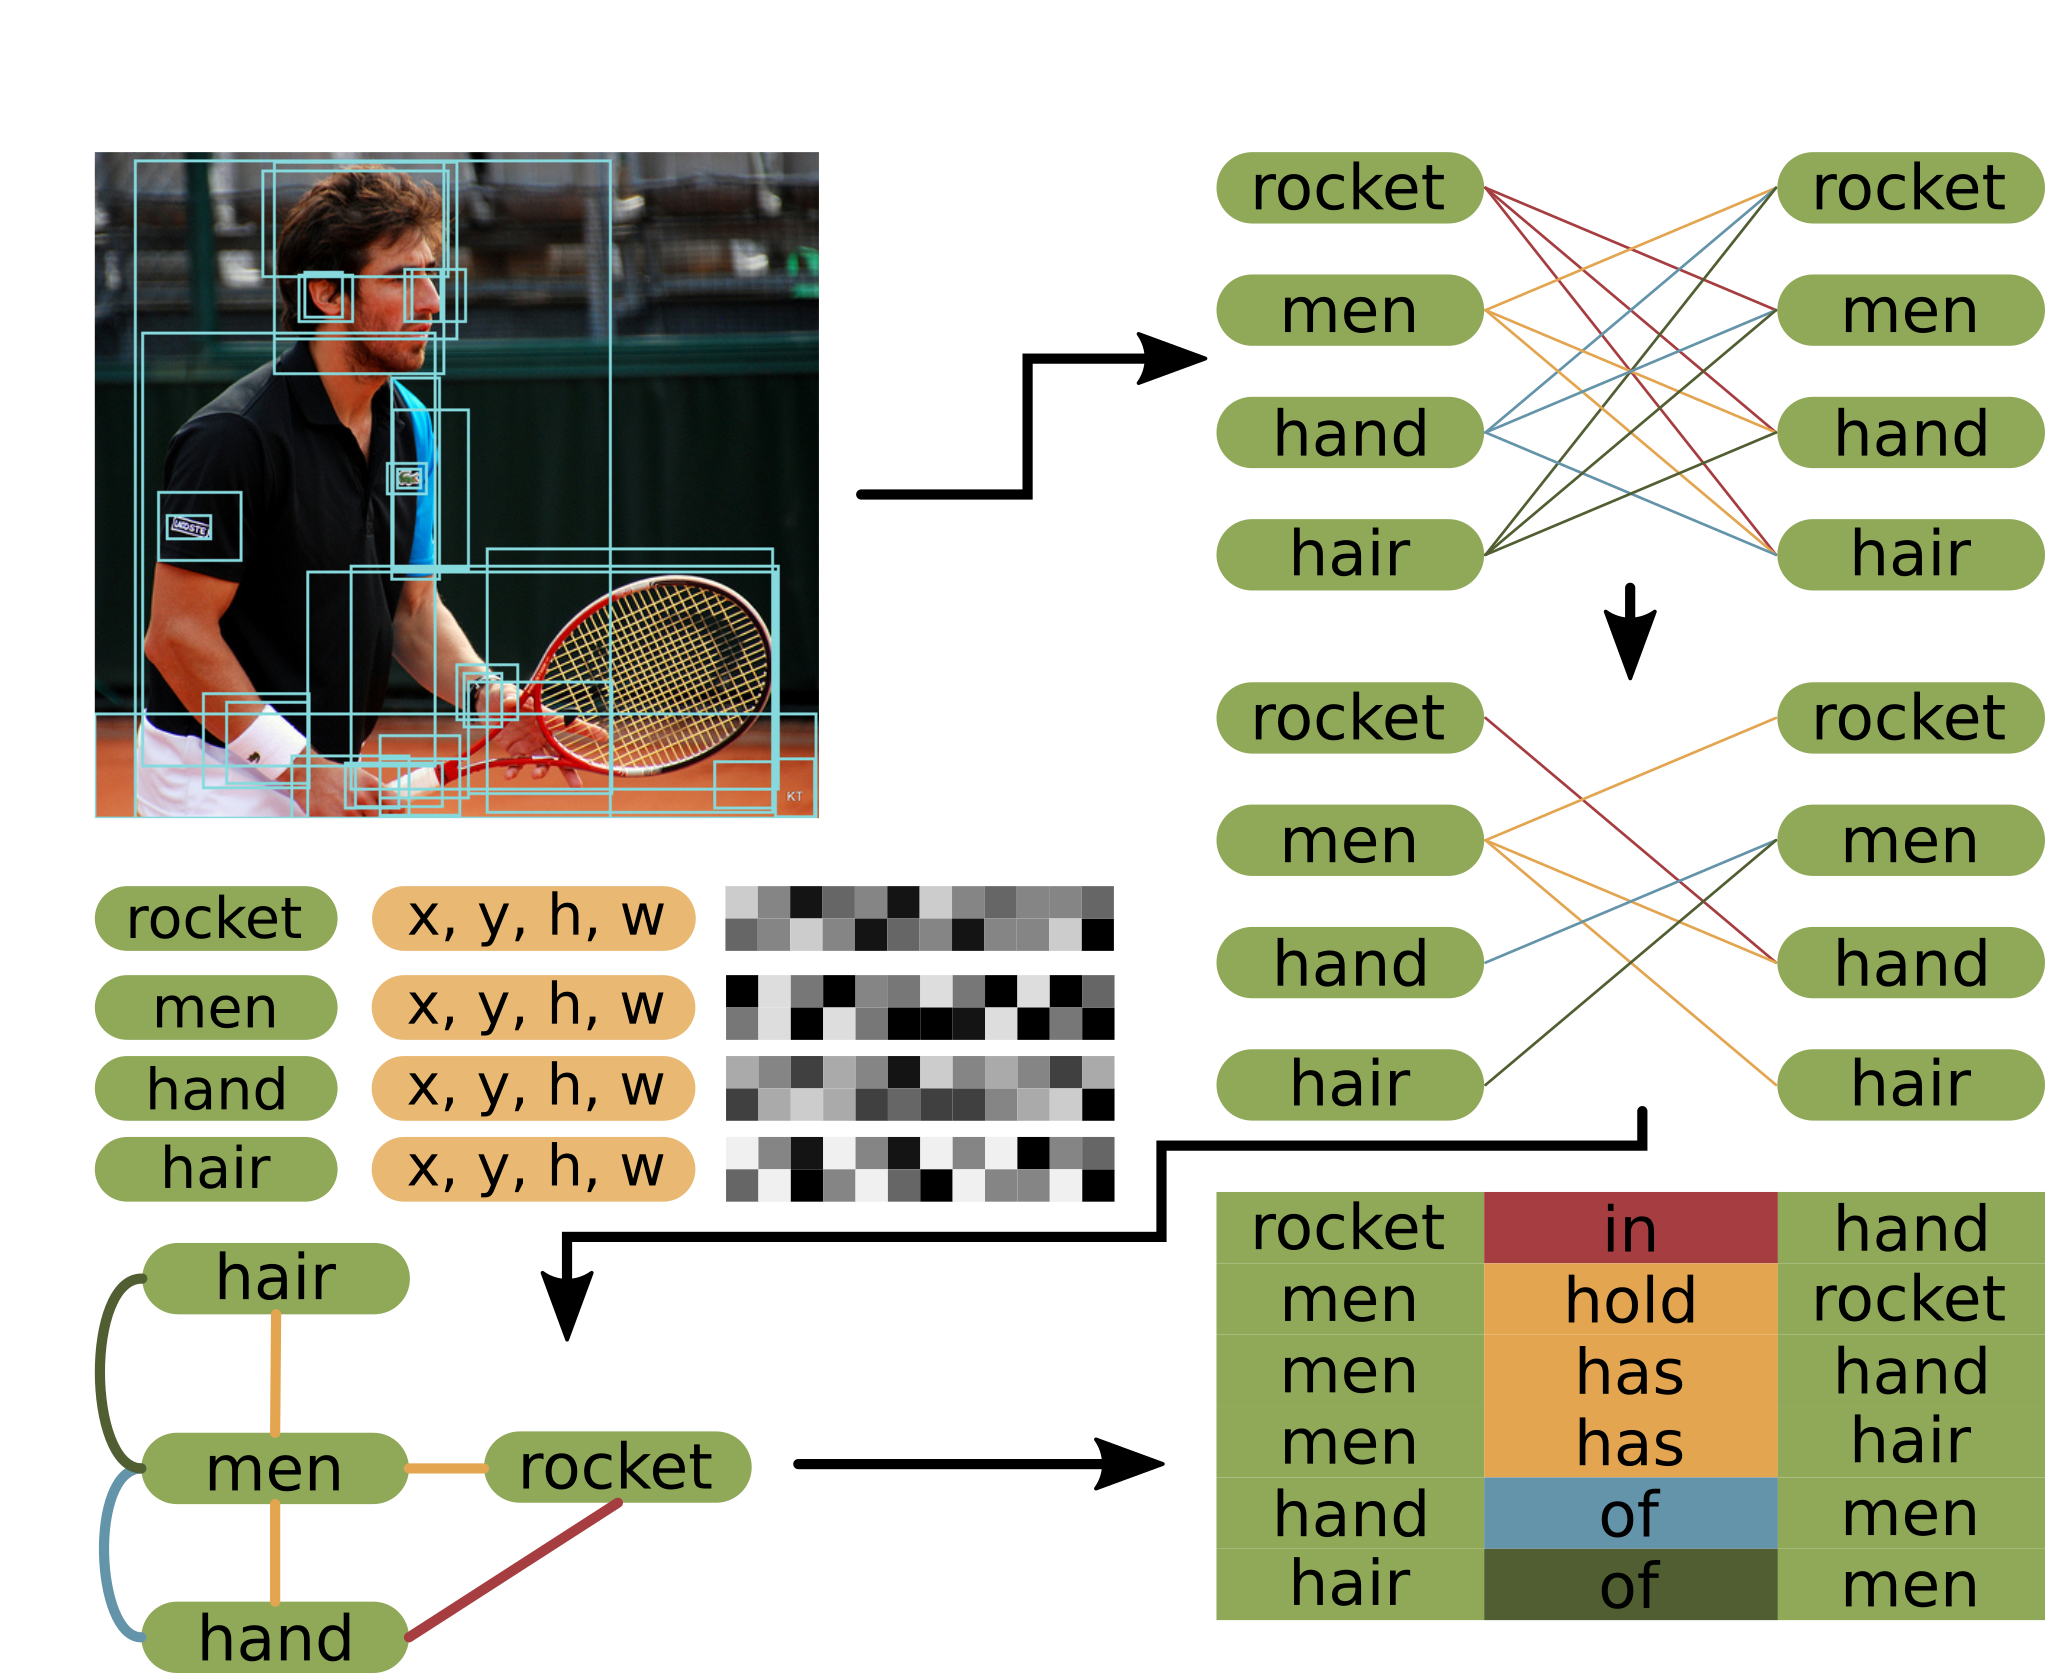 LACOSTE
KT
rocket x, y, h, w
men x, y, h, w
hand x, y, h, w
hair x, y, h, w
rocket rocket
men men
hand hand
hair hair
rocket rocket
men men
hand hand
hair hair
hair
men rocket
hand
rocket in hand
men hold rocket
men has hand
men has hair
hand of men
hair of men